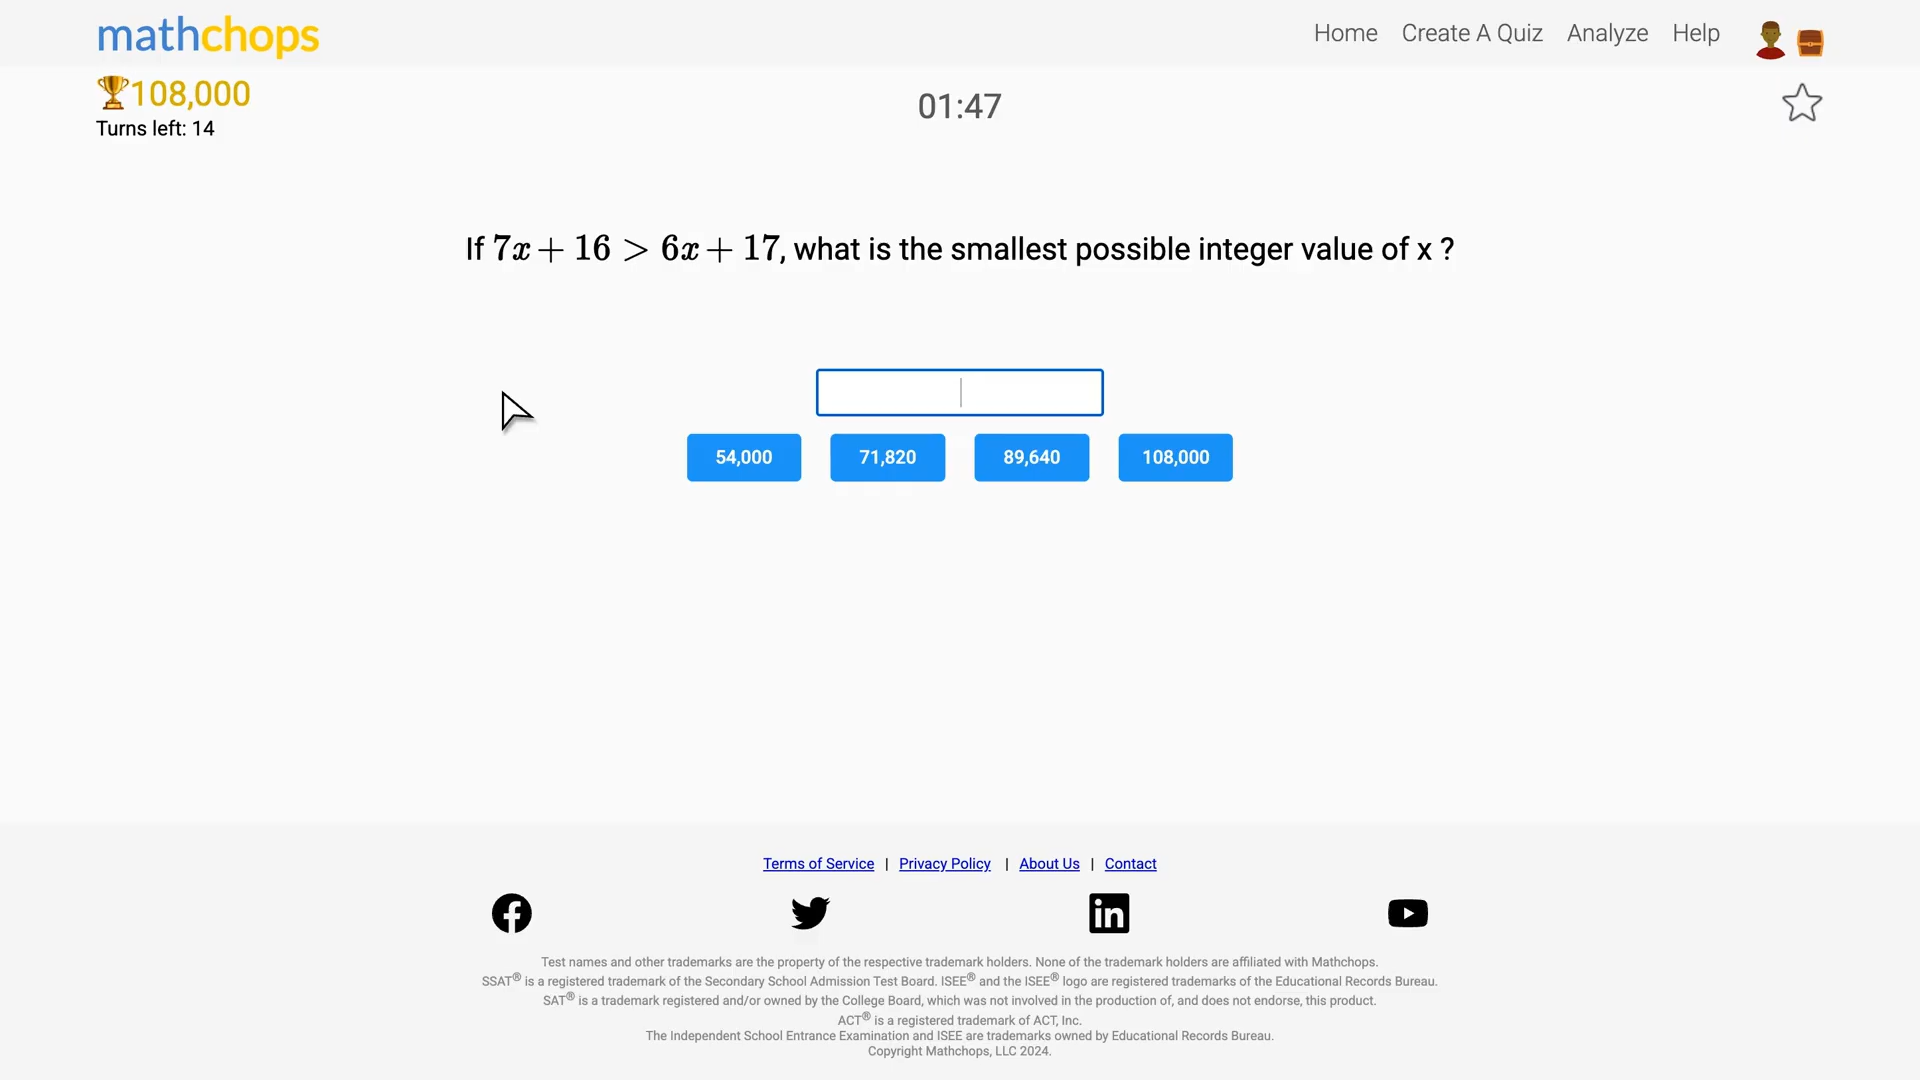 mathchops
Home Create A Quiz Analyze Help
108,000
Turns left: 14
01:47
If 7x + 16 > 6x + 17, what is the smallest possible integer value of x ?
54,000 71,820 89,640 108,000
Terms of Service | Privacy Policy | About Us | Contact
Test names and other trademarks are the property of the respective trademark holders. None of the trademark holders are affiliated with Mathchops.
SSAT® is a registered trademark of the Secondary School Admission Test Board. ISEE® and the ISEE® logo are registered trademarks of the Educational Records Bureau.
SAT® is a trademark registered and/or owned by the College Board, which was not involved in the production of, and does not endorse, this product.
ACT® is a registered trademark of ACT, Inc.
The Independent School Entrance Examination and ISEE are trademarks owned by Educational Records Bureau.
Copyright Mathchops, LLC 2024.